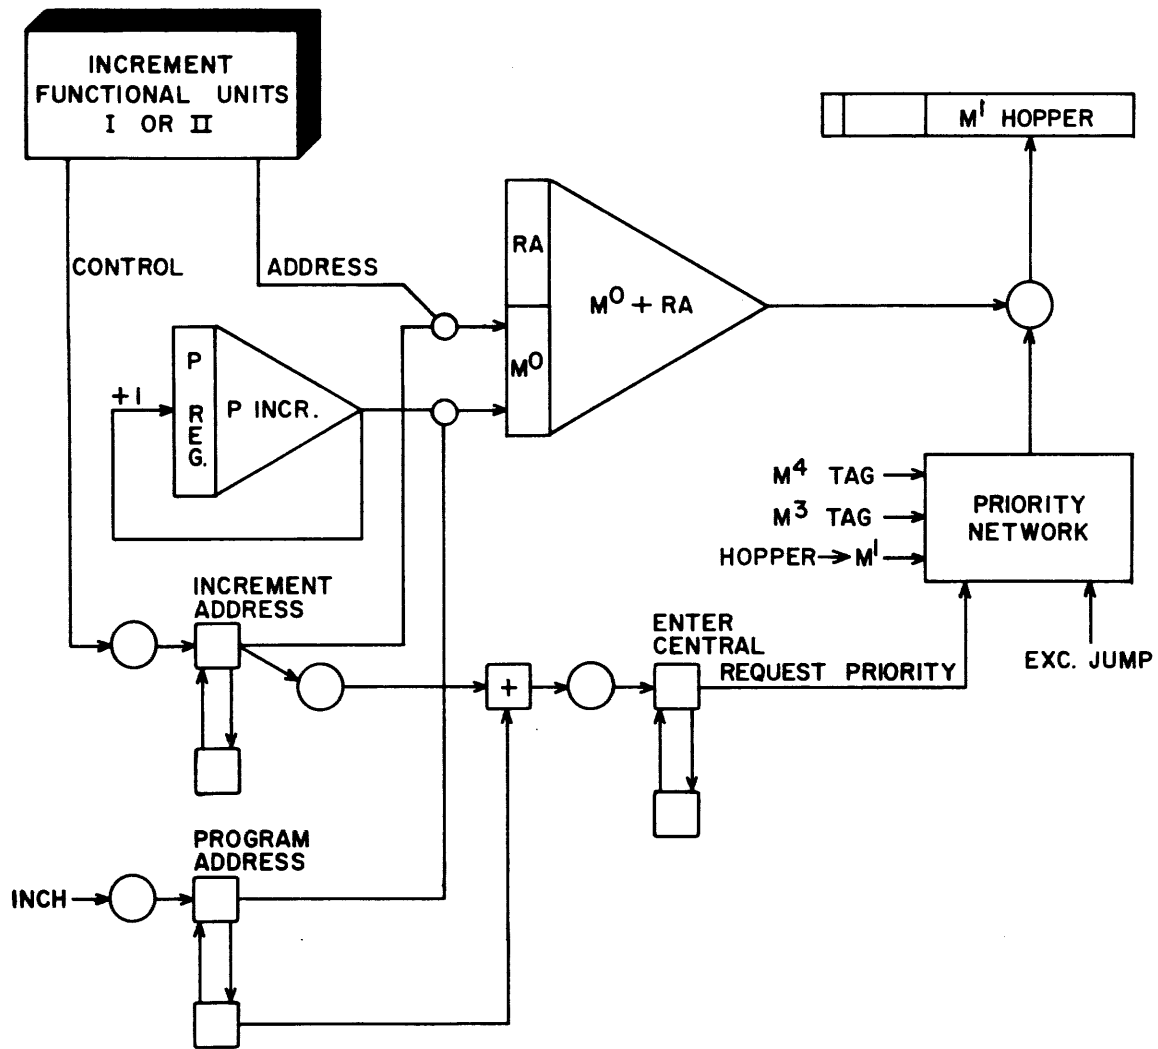 INCREMENT
FUNCTIONAL UNITS
I OR II
M¹ HOPPER
CONTROL
ADDRESS
RA
M⁰ + RA
M⁰
P
REG.
P INCR.
+1
M⁴ TAG
M³ TAG
HOPPER→M¹
PRIORITY
NETWORK
INCREMENT
ADDRESS
ENTER
CENTRAL
REQUEST PRIORITY
EXC. JUMP
+
PROGRAM
ADDRESS
INCH